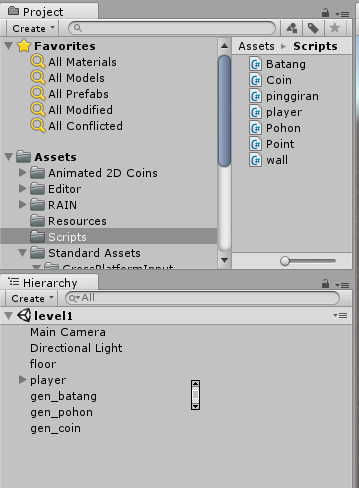 Project
Create
Favorites
All Materials
All Models
All Prefabs
All Modified
All Conflicted
Assets
Animated 2D Coins
Editor
RAIN
Resources
Scripts
Standard Assets
CrossPlatformInput
Assets Scripts
Batang
Coin
pinggiran
player
Pohon
Point
wall
Hierarchy
Create All
level1
Main Camera
Directional Light
floor
player
gen_batang
gen_pohon
gen_coin